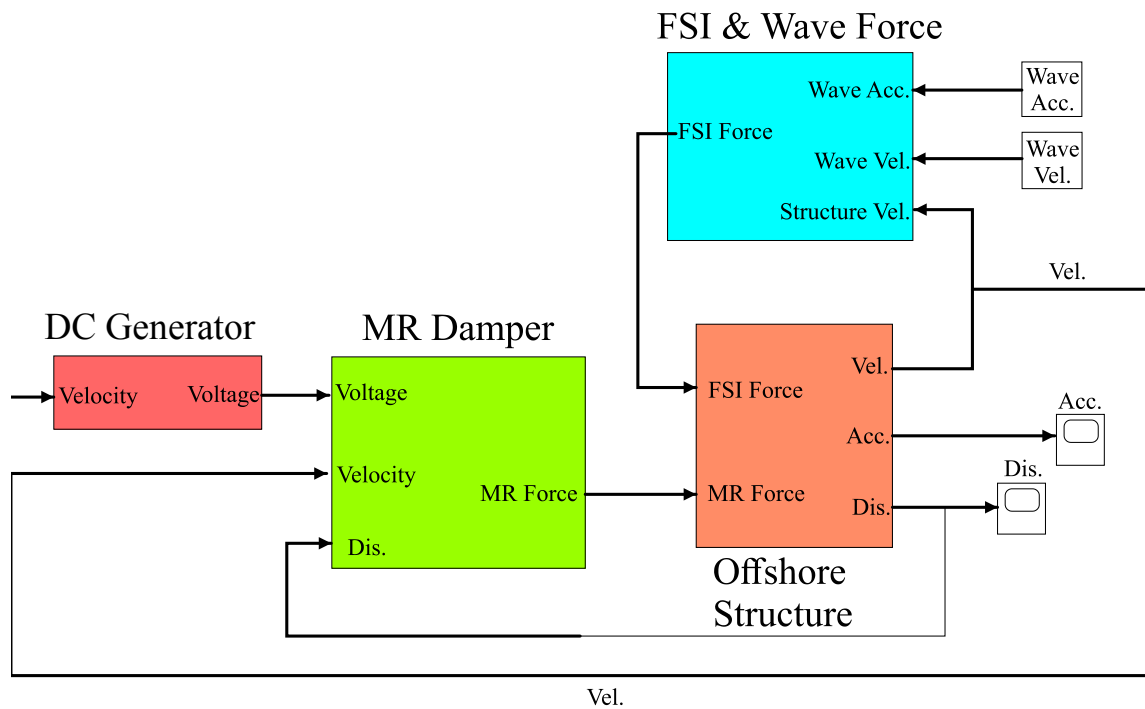 FSI & Wave Force
Wave Acc.
FSI Force
Wave Vel.
Structure Vel.
Wave
Acc.
Wave
Vel.
Vel.
DC Generator
Velocity
Voltage
MR Damper
Voltage
Velocity
MR Force
Dis.
FSI Force
Vel.
Acc.
MR Force
Dis.
Offshore
Structure
Acc.
Dis.
Vel.